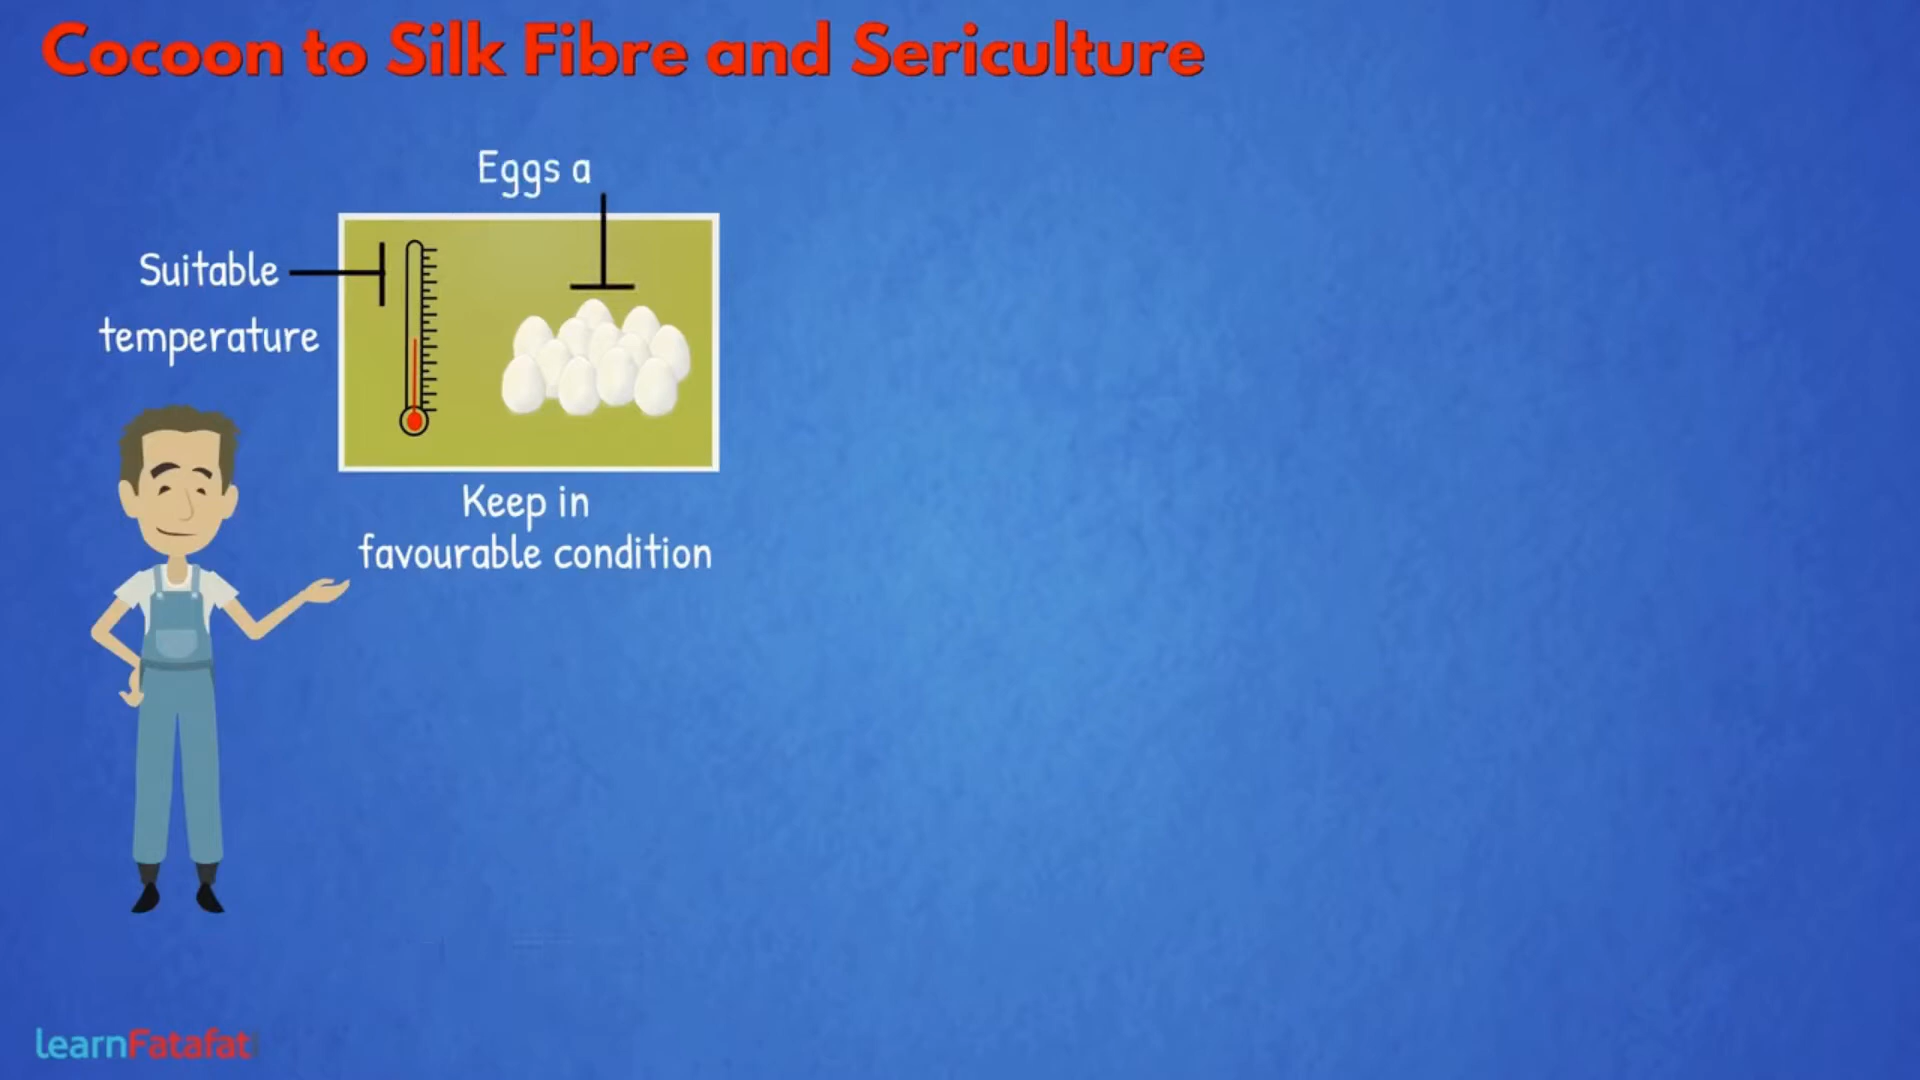 Cocoon to Silk Fibre and Sericulture
Eggs a
Suitable
temperature
Keep in
favourable condition
learnFatafat